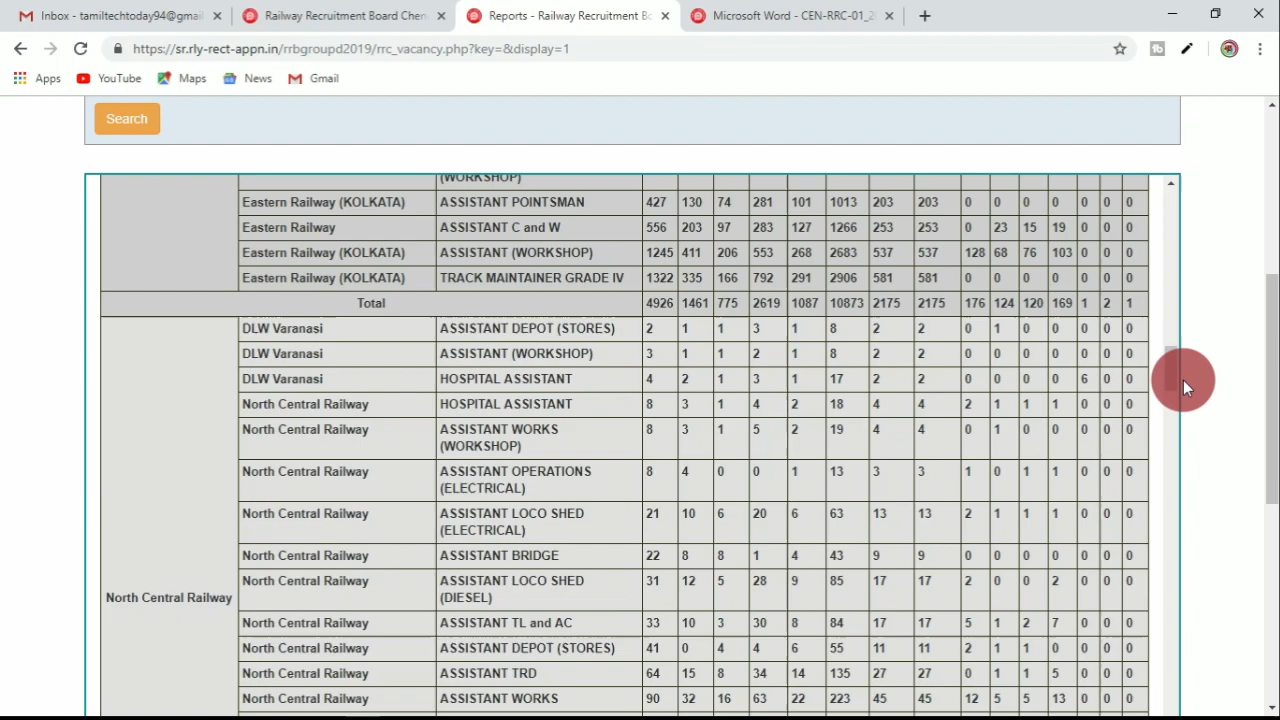 Inbox - tamiltechtoday94@gmai
Railway Recruitment Board Chen
Reports - Railway Recruitment Bo
Microsoft Word - CEN-RRC-01_2
https://sr.rly-rect-appn.in/rrbgroupd2019/rrc_vacancy.php?key=&display=1
Apps YouTube Maps News Gmail
Search
(WORKSHOP)
Eastern Railway (KOLKATA) ASSISTANT POINTSMAN 427 130 74 281 101 1013 203 203 0 0 0 0 0 0 0
Eastern Railway ASSISTANT C and W 556 203 97 283 127 1266 253 253 0 23 15 19 0 0 0
Eastern Railway (KOLKATA) ASSISTANT (WORKSHOP) 1245 411 206 553 268 2683 537 537 128 68 76 103 0 0 0
Eastern Railway (KOLKATA) TRACK MAINTAINER GRADE IV 1322 335 166 792 291 2906 581 581 0 0 0 0 0 0 0
Total 4926 1461 775 2619 1087 10873 2175 2175 176 124 120 169 1 2 1
DLW Varanasi ASSISTANT DEPOT (STORES) 2 1 1 3 1 8 2 2 0 1 0 0 0 0 0
DLW Varanasi ASSISTANT (WORKSHOP) 3 1 1 2 1 8 2 2 0 0 0 0 0 0 0
DLW Varanasi HOSPITAL ASSISTANT 4 2 1 3 1 17 2 2 0 0 0 0 6 0 0
North Central Railway HOSPITAL ASSISTANT 8 3 1 4 2 18 4 4 2 1 1 1 0 0 0
North Central Railway ASSISTANT WORKS 8 3 1 5 2 19 4 4 0 1 0 0 0 0 0
(WORKSHOP)
North Central Railway ASSISTANT OPERATIONS 8 4 0 0 1 13 3 3 1 0 1 1 0 0 0
(ELECTRICAL)
North Central Railway ASSISTANT LOCO SHED 21 10 6 20 6 63 13 13 2 1 1 1 0 0 0
(ELECTRICAL)
North Central Railway ASSISTANT BRIDGE 22 8 8 1 4 43 9 9 0 0 0 0 0 0 0
North Central Railway ASSISTANT LOCO SHED 31 12 5 28 9 85 17 17 2 0 0 2 0 0 0
North Central Railway (DIESEL)
North Central Railway ASSISTANT TL and AC 33 10 3 30 8 84 17 17 5 1 2 7 0 0 0
North Central Railway ASSISTANT DEPOT (STORES) 41 0 4 4 6 55 11 11 2 1 1 0 0 0 0
North Central Railway ASSISTANT TRD 64 15 8 34 14 135 27 27 0 1 1 5 0 0 0
North Central Railway ASSISTANT WORKS 90 32 16 63 22 223 45 45 12 5 5 13 0 0 0